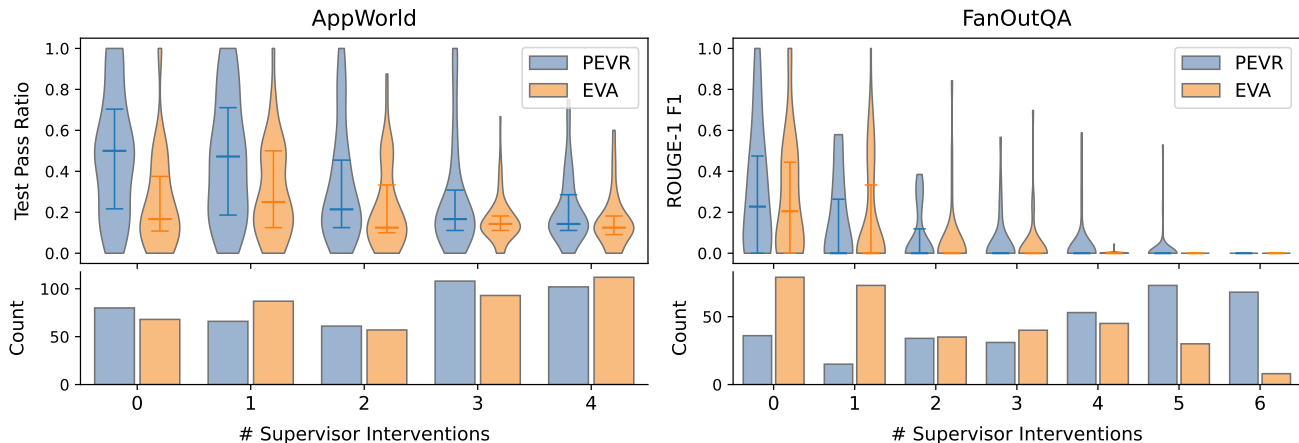 AppWorld
Test Pass Ratio
1.0
0.8
0.6
0.4
0.2
0.0
PEVR
EVA
Count
100
50
0
0 1 2 3 4
# Supervisor Interventions
FanOutQA
ROUGE-1 F1
1.0
0.8
0.6
0.4
0.2
0.0
PEVR
EVA
Count
50
0
0 1 2 3 4 5 6
# Supervisor Interventions